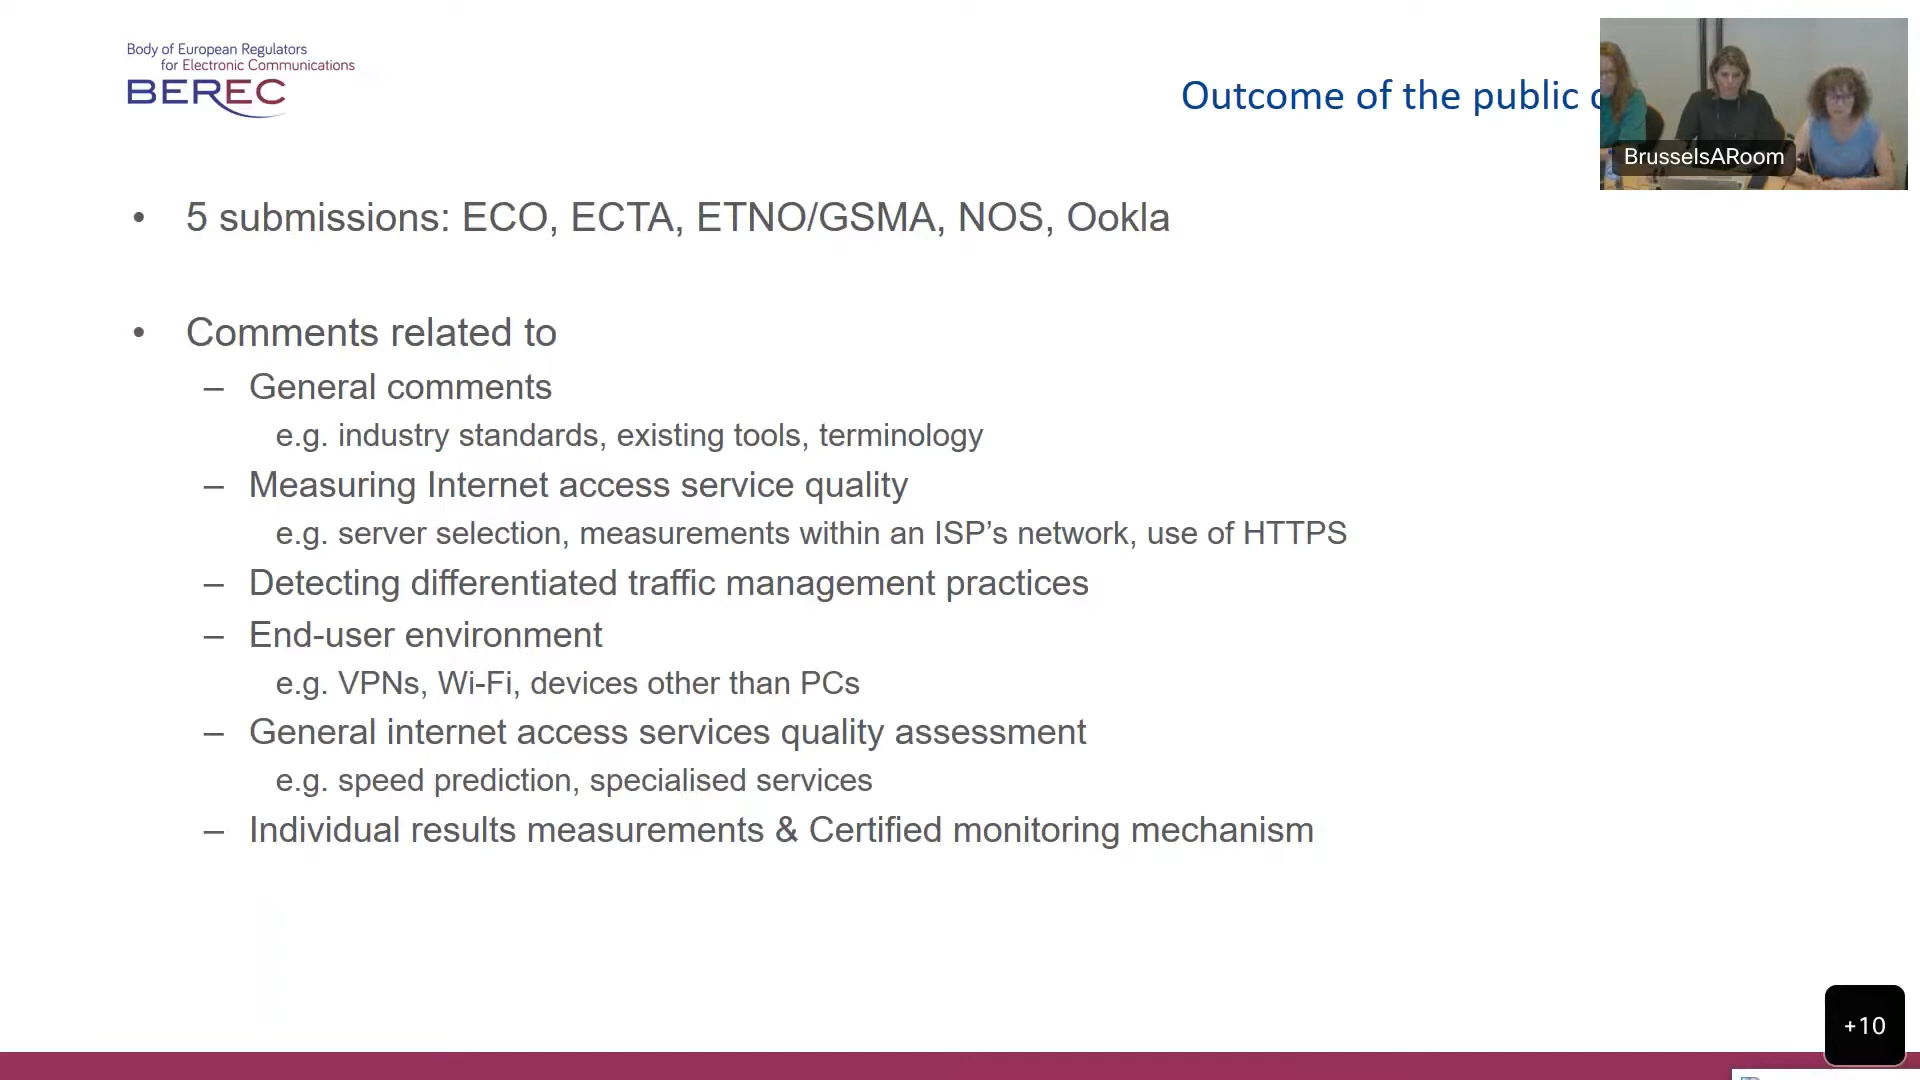 Body of European Regulators
for Electronic Communications
BEREC
Outcome of the public
BrusselsARoom
• 5 submissions: ECO, ECTA, ETNO/GSMA, NOS, Ookla
• Comments related to
– General comments
e.g. industry standards, existing tools, terminology
– Measuring Internet access service quality
e.g. server selection, measurements within an ISP’s network, use of HTTPS
– Detecting differentiated traffic management practices
– End-user environment
e.g. VPNs, Wi-Fi, devices other than PCs
– General internet access services quality assessment
e.g. speed prediction, specialised services
– Individual results measurements & Certified monitoring mechanism
+10